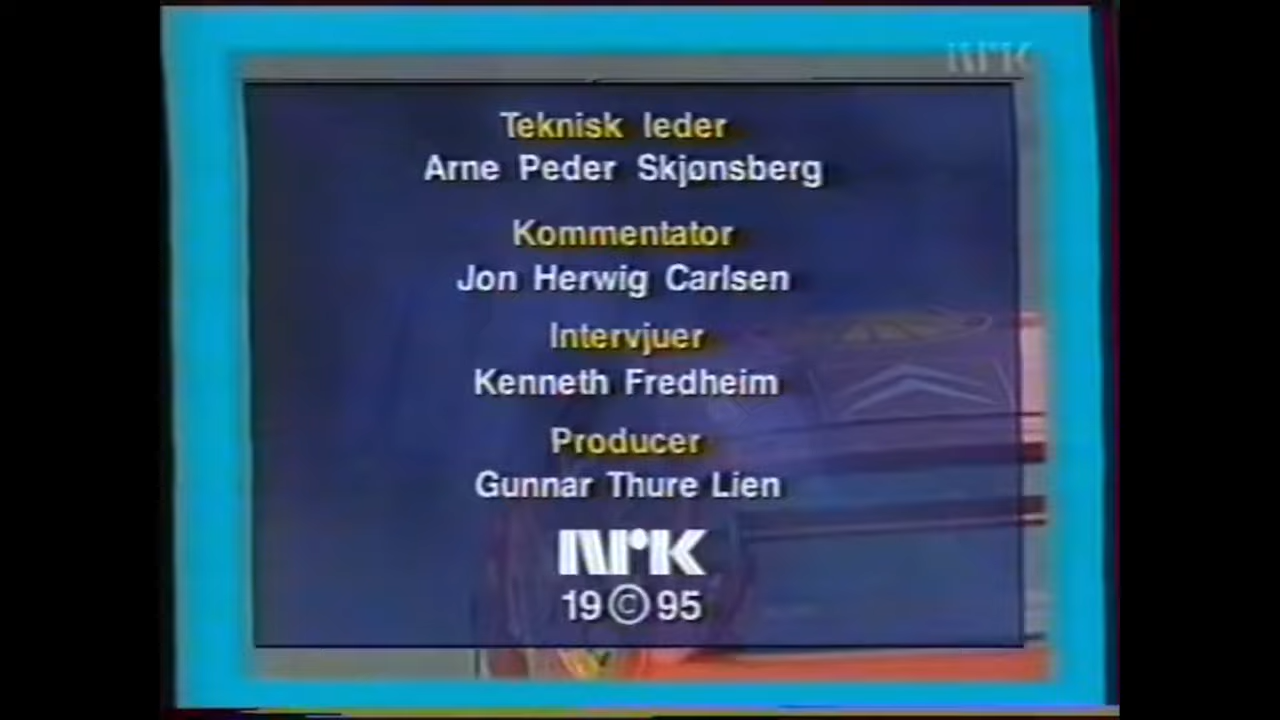 NRK
Teknisk leder
Arne Peder Skjønsberg
Kommentator
Jon Herwig Carlsen
Intervjuer
Kenneth Fredheim
Producer
Gunnar Thure Lien
NRK
19©95